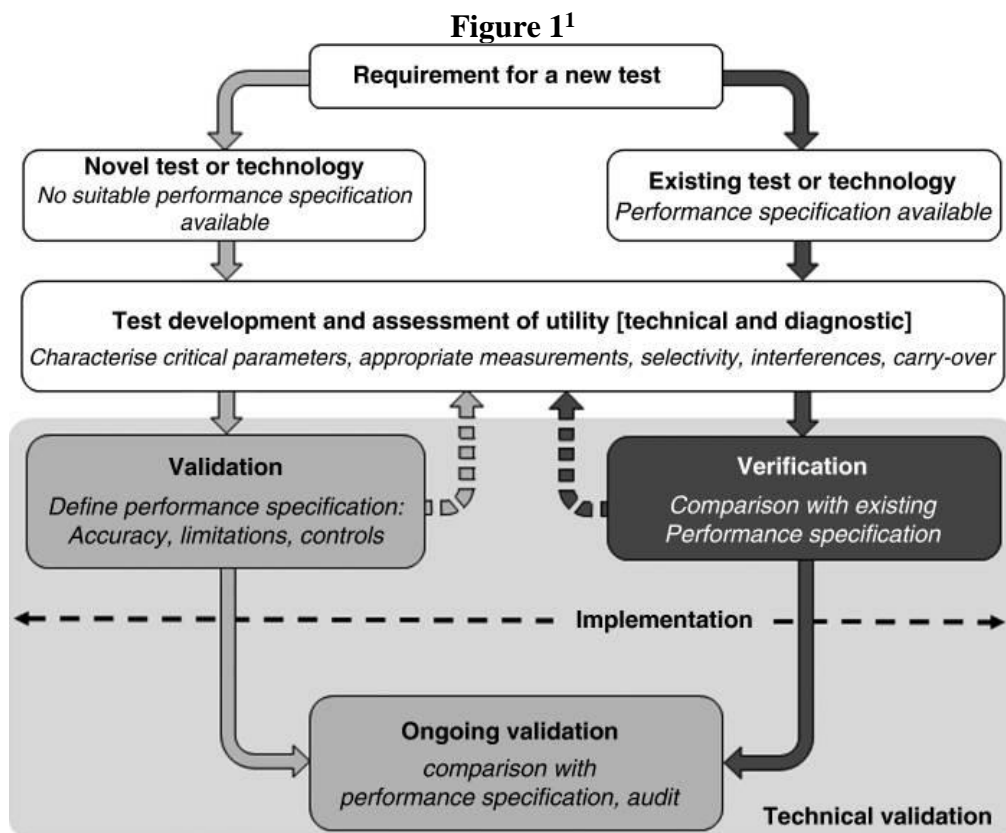 Figure 1¹
Requirement for a new test
Novel test or technology
No suitable performance specification
available
Existing test or technology
Performance specification available
Test development and assessment of utility [technical and diagnostic]
Characterise critical parameters, appropriate measurements, selectivity, interferences, carry-over
Validation
Define performance specification:
Accuracy, limitations, controls
Verification
Comparison with existing
Performance specification
Implementation
Ongoing validation
comparison with
performance specification, audit
Technical validation